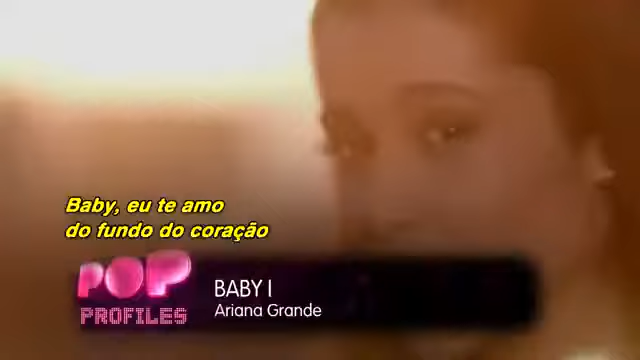 Baby, eu te amo
do fundo do coração
POP
PROFILES
BABY I
Ariana Grande